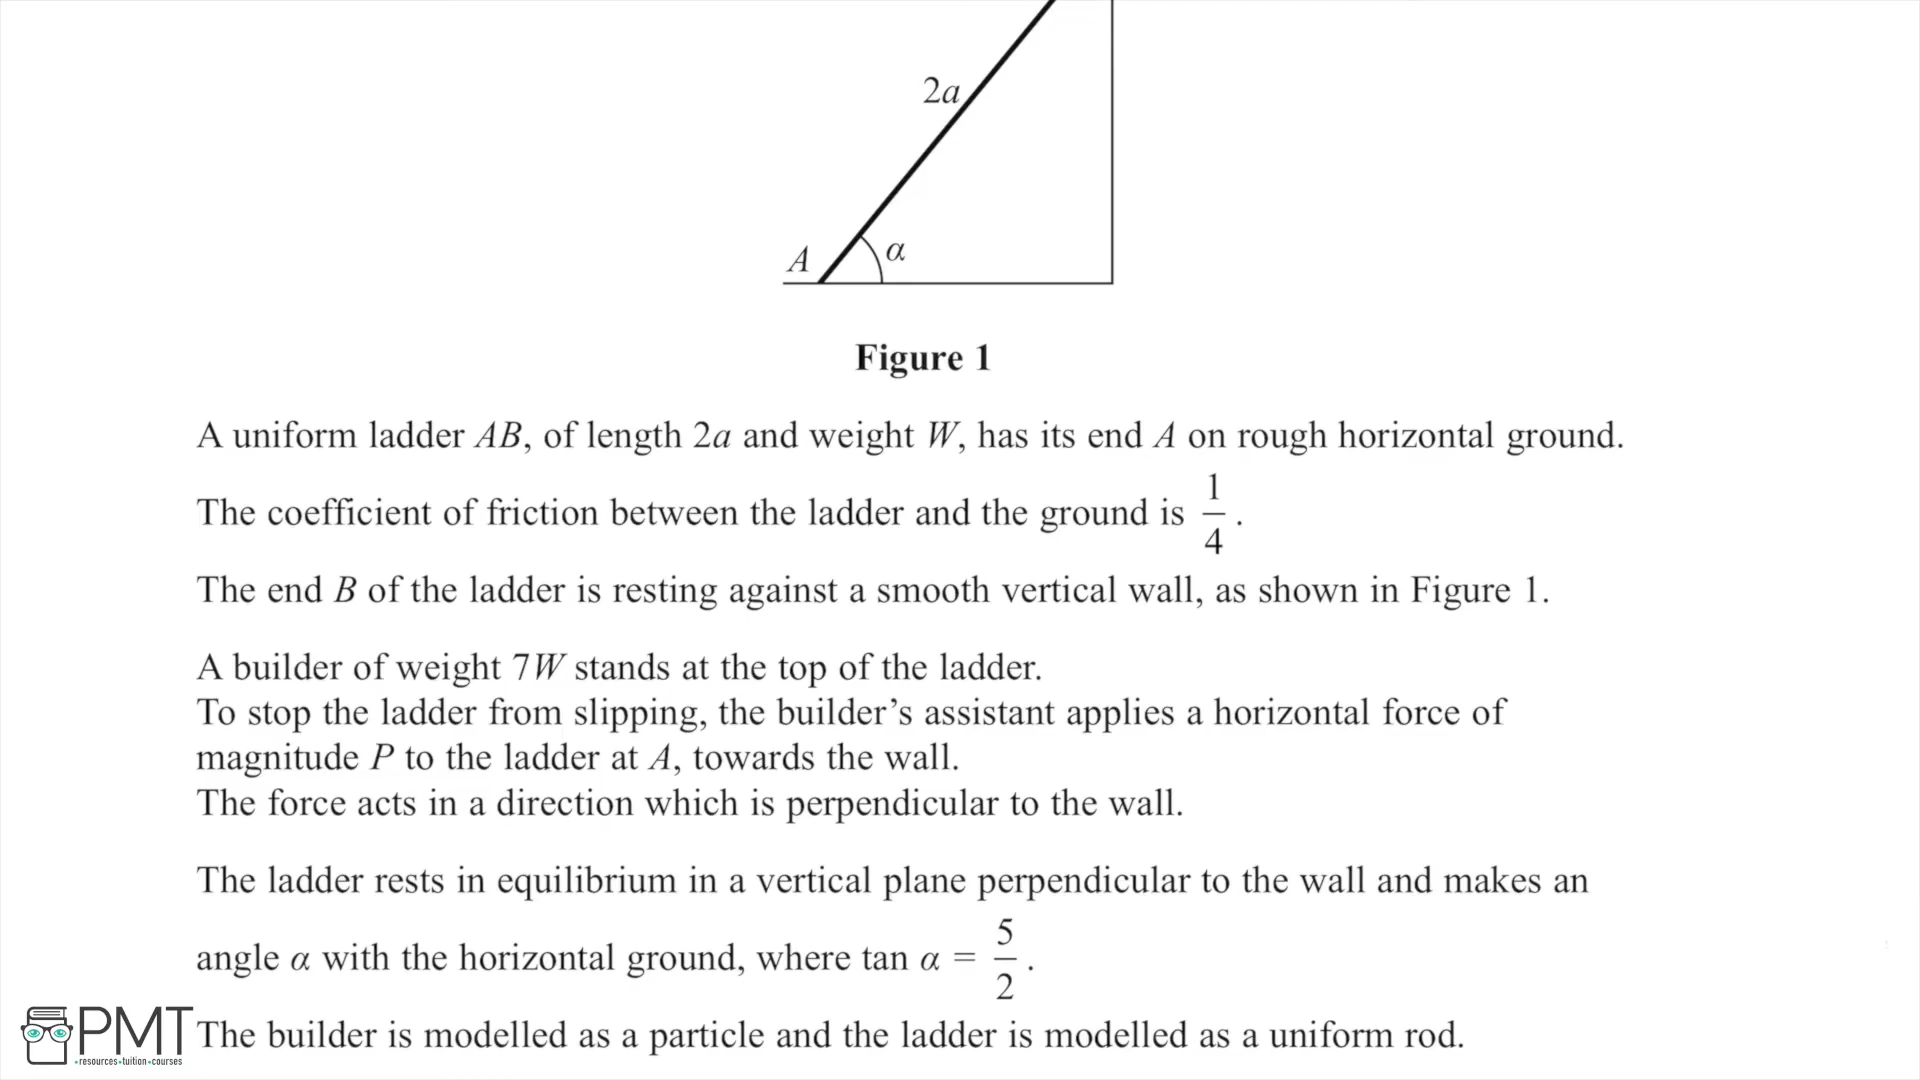 2a
A α
Figure 1
A uniform ladder AB, of length 2a and weight W, has its end A on rough horizontal ground.
The coefficient of friction between the ladder and the ground is 1/4.
The end B of the ladder is resting against a smooth vertical wall, as shown in Figure 1.
A builder of weight 7W stands at the top of the ladder.
To stop the ladder from slipping, the builder’s assistant applies a horizontal force of
magnitude P to the ladder at A, towards the wall.
The force acts in a direction which is perpendicular to the wall.
The ladder rests in equilibrium in a vertical plane perpendicular to the wall and makes an
angle α with the horizontal ground, where tan α = 5/2.
The builder is modelled as a particle and the ladder is modelled as a uniform rod.
PMT
•resources•tuition•courses